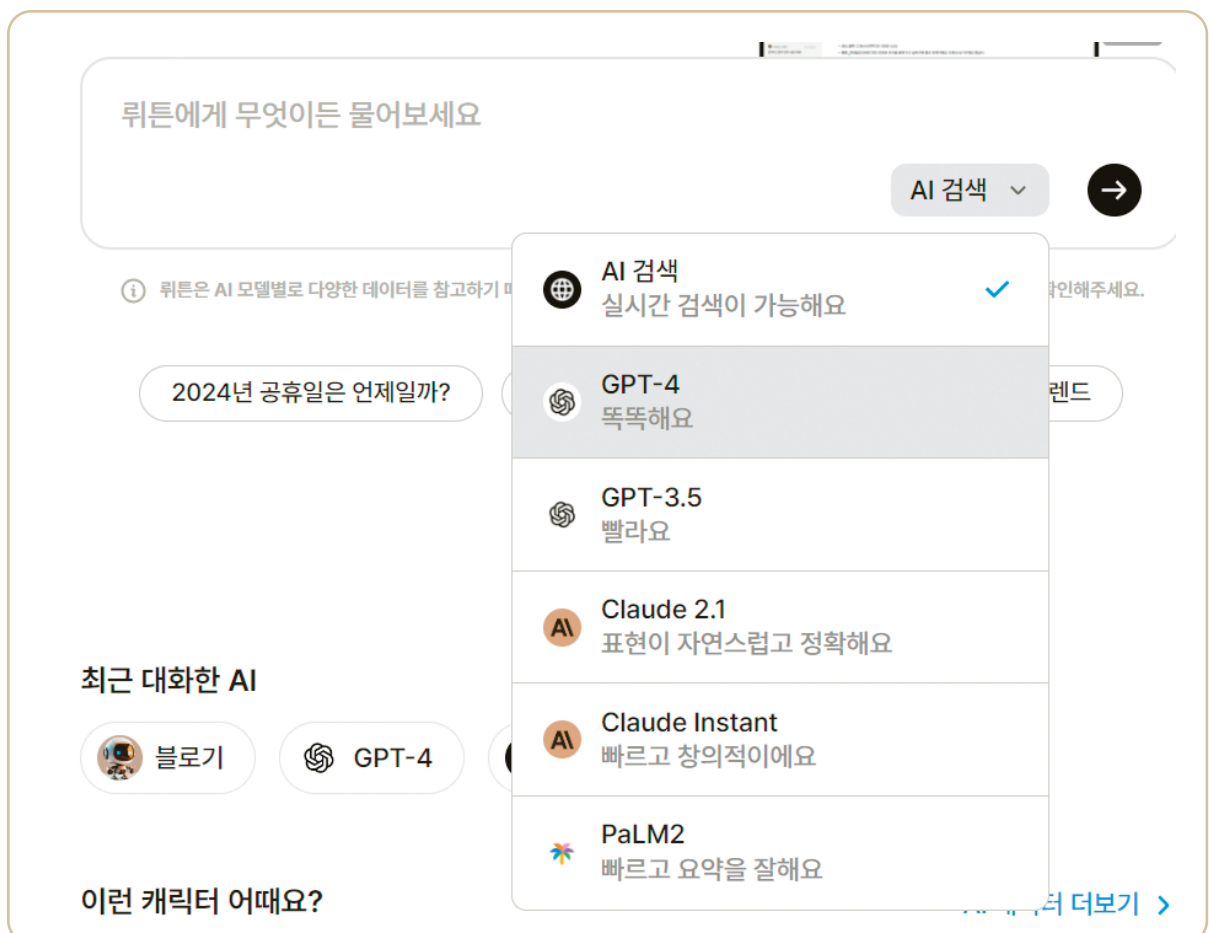 뤼튼에게 무엇이든 물어보세요
AI 검색
AI 검색
실시간 검색이 가능해요
뤼튼은 AI 모델별로 다양한 데이터를 참고하기
인해주세요.
GPT-4
똑똑해요
2024년 공휴일은 언제일까?
렌드
GPT-3.5
빨라요
Claude 2.1
표현이 자연스럽고 정확해요
Claude Instant
빠르고 창의적이에요
PaLM2
빠르고 요약을 잘해요
최근 대화한 AI
블로기
GPT-4
이런 캐릭터 어때요?
더보기